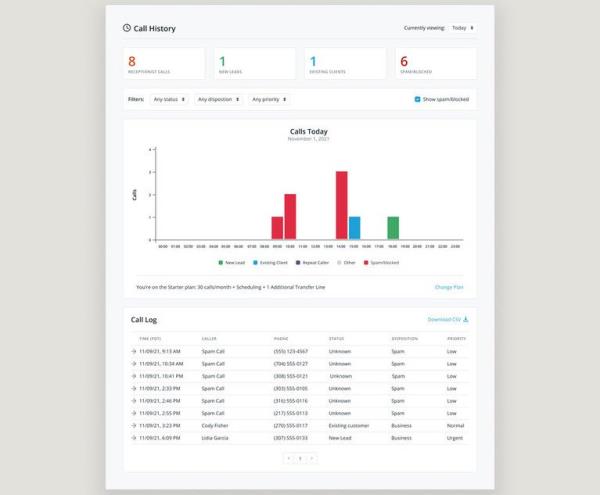 Call History
Currently viewing: Today
8
RECEPTIONIST CALLS
1
NEW LEADS
1
EXISTING CLIENTS
6
SPAM/BLOCKED
Filters: Any status Any dispostion Any priority Show spam/blocked
Calls Today
November 1, 2021
Calls
4
3
2
1
0
00:00 01:00 02:00 03:00 04:00 05:00 06:00 07:00 08:00 09:00 10:00 11:00 12:00 13:00 14:00 15:00 16:00 18:00 19:00 20:00 21:00 22:00 23:00
New Lead Existing Client Repeat Caller Other Spam/blocked
You're on the Starter plan: 30 calls/month + Scheduling + 1 Additional Transfer Line Change Plan
Call Log Download CSV
TIME (PDT) CALLER PHONE STATUS DISPOSITION PRIORITY
11/09/21, 9:13 AM Spam Call (555) 123-4567 Unknown Spam Low
11/09/21, 10:34 AM Spam Call (704) 555-0127 Unknown Spam Low
11/09/21, 10:41 PM Spam Call (308) 555-0121 Unknown Spam Low
11/09/21, 2:33 PM Spam Call (303) 555-0105 Unknown Spam Low
11/09/21, 2:46 PM Spam Call (316) 555-0116 Unknown Spam Low
11/09/21, 2:55 PM Spam Call (217) 555-0113 Unknown Spam Low
11/09/21, 3:23 PM Cody Fisher (270) 555-0117 Existing customer Business Normal
11/09/21, 6:09 PM Lidia Garcia (307) 555-0133 New Lead Business Urgent
1